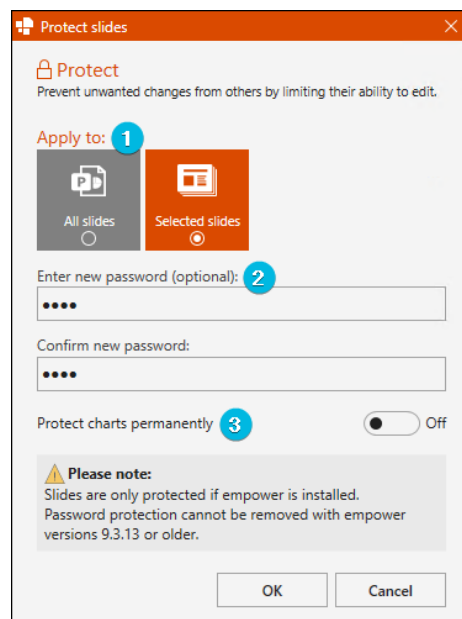 Protect slides
Protect
Prevent unwanted changes from others by limiting their ability to edit.
Apply to: 1
All slides
Selected slides
Enter new password (optional): 2
••••
Confirm new password:
••••
Protect charts permanently 3 Off
Please note:
Slides are only protected if empower is installed.
Password protection cannot be removed with empower
versions 9.3.13 or older.
OK Cancel